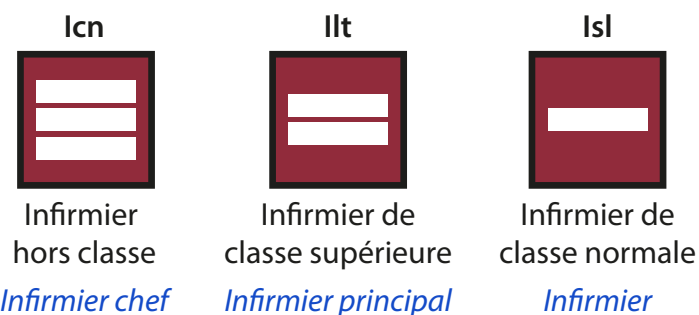 Icn
Ilt
Isl
Infirmier
hors classe
Infirmier chef
Infirmier de
classe supérieure
Infirmier principal
Infirmier de
classe normale
Infirmier